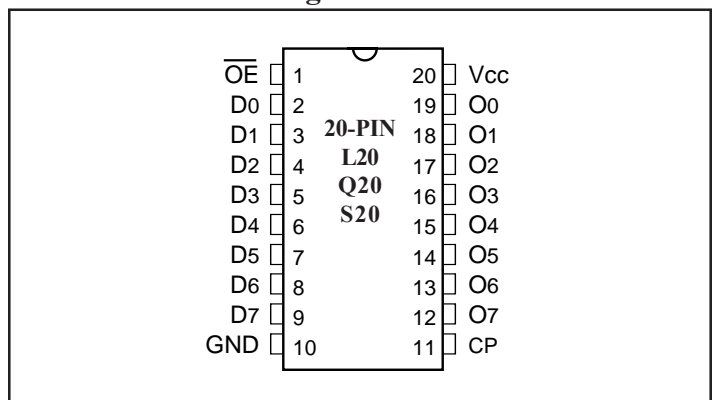 g
OE 1 20 Vcc
D0 2 19 O0
D1 3 20-PIN 18 O1
D2 4 L20 17 O2
D3 5 Q20 16 O3
D4 6 S20 15 O4
D5 7 14 O5
D6 8 13 O6
D7 9 12 O7
GND 10 11 CP